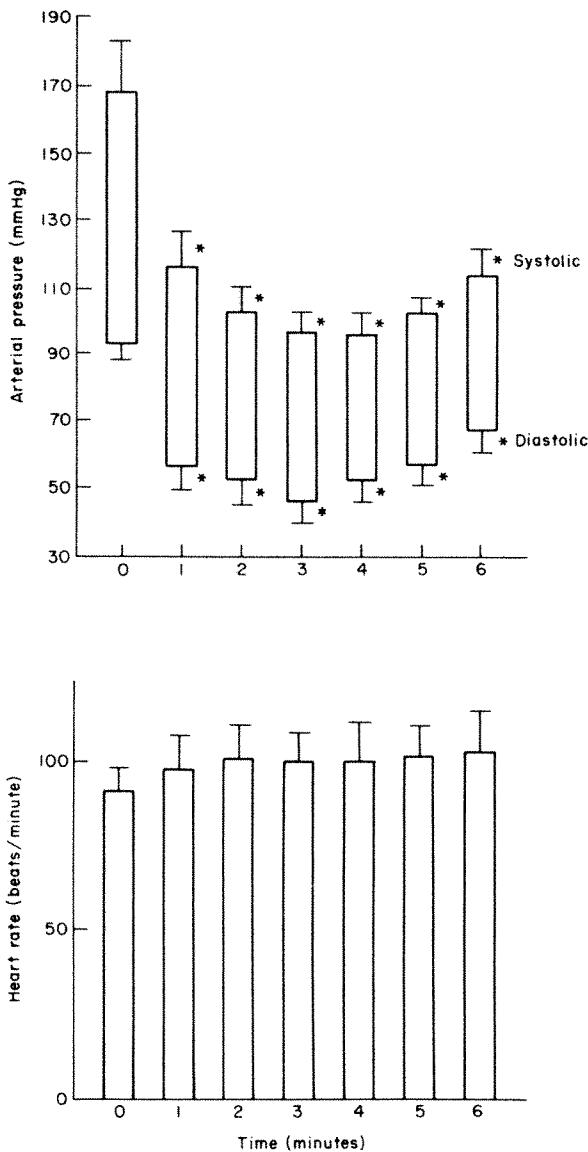 Arterial pressure (mmHg)
190
170
150
130
110
90
70
50
30
* * * * * * Systolic
* * * * * * Diastolic
0 1 2 3 4 5 6
Heart rate (beats/minute)
100
50
0
0 1 2 3 4 5 6
Time (minutes)